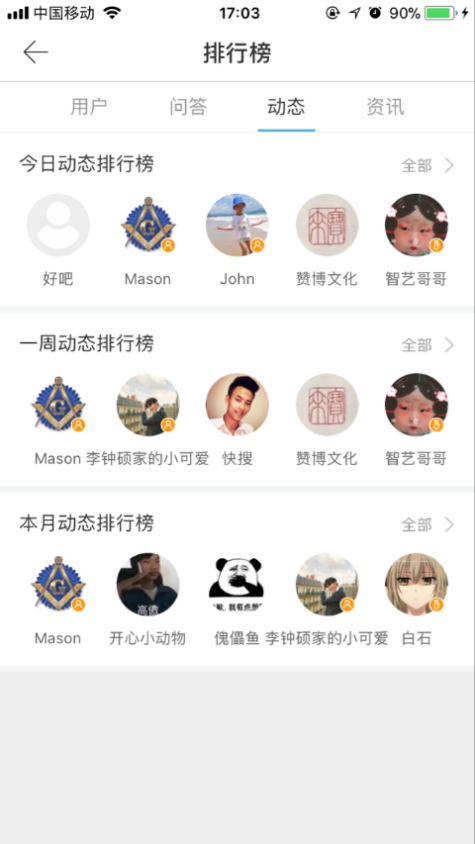 中国移动 17:03 90%
排行榜
用户 问答 动态 资讯
今日动态排行榜 全部
G
好吧 Mason John 赞博文化 智艺哥哥
一周动态排行榜 全部
G
Mason 李钟硕家的小可爱 快搜 赞博文化 智艺哥哥
本月动态排行榜 全部
G
高傲
Mason 开心小动物 傀儡鱼 李钟硕家的小可爱 白石